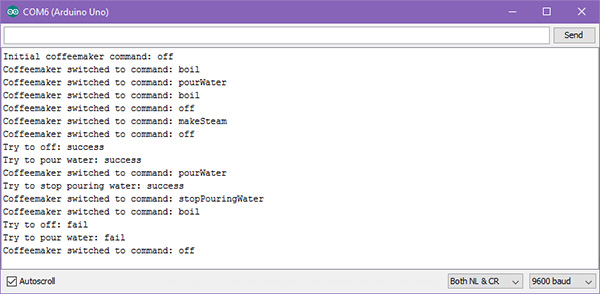 COM6 (Arduino Uno)
Send
Initial coffeemaker command: off
Coffeemaker switched to command: boil
Coffeemaker switched to command: pourWater
Coffeemaker switched to command: boil
Coffeemaker switched to command: off
Coffeemaker switched to command: makeSteam
Coffeemaker switched to command: off
Try to off: success
Try to pour water: success
Coffeemaker switched to command: pourWater
Try to stop pouring water: success
Coffeemaker switched to command: stopPouringWater
Coffeemaker switched to command: boil
Try to off: fail
Try to pour water: fail
Coffeemaker switched to command: off
Autoscroll Both NL & CR 9600 baud